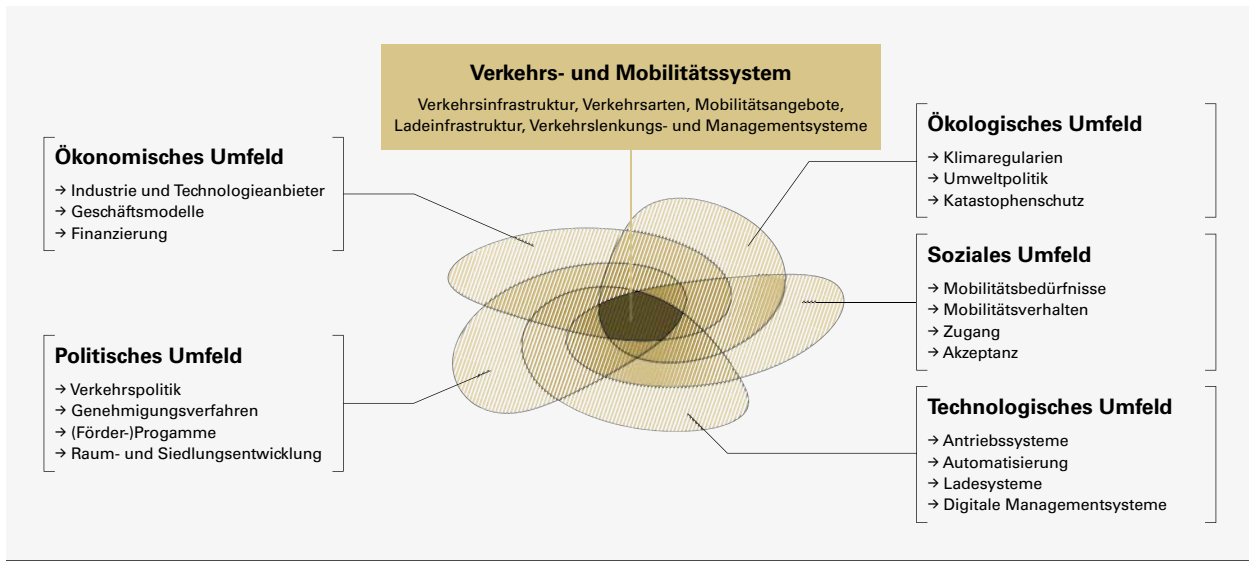 Verkehrs- und Mobilitätssystem
Verkehrsinfrastruktur, Verkehrsarten, Mobilitätsangebote,
Ladeinfrastruktur, Verkehrslenkungs- und Managementsysteme
Ökonomisches Umfeld
→ Industrie und Technologieanbieter
→ Geschäftsmodelle
→ Finanzierung
Politisches Umfeld
→ Verkehrspolitik
→ Genehmigungsverfahren
→ (Förder-)Progamme
→ Raum- und Siedlungsentwicklung
Ökologisches Umfeld
→ Klimaregularien
→ Umweltpolitik
→ Katastophenschutz
Soziales Umfeld
→ Mobilitätsbedürfnisse
→ Mobilitätsverhalten
→ Zugang
→ Akzeptanz
Technologisches Umfeld
→ Antriebssysteme
→ Automatisierung
→ Ladesysteme
→ Digitale Managementsysteme